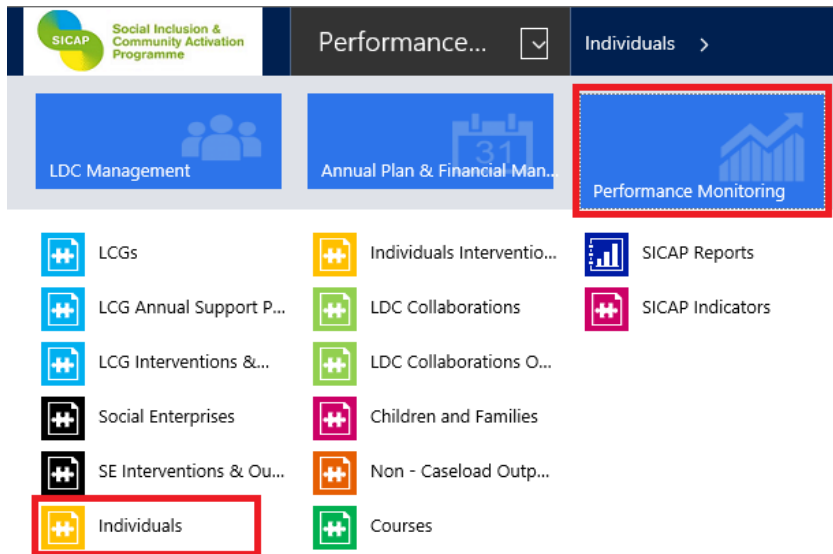 SICAP
Social Inclusion &
Community Activation
Programme
Performance...
Individuals >
LDC Management
31
Annual Plan & Financial Man...
Performance Monitoring
LCGs
Individuals Interventio...
SICAP Reports
LCG Annual Support P...
LDC Collaborations
SICAP Indicators
LCG Interventions &...
LDC Collaborations O...
Social Enterprises
Children and Families
SE Interventions & Ou...
Non - Caseload Outp...
Individuals
Courses